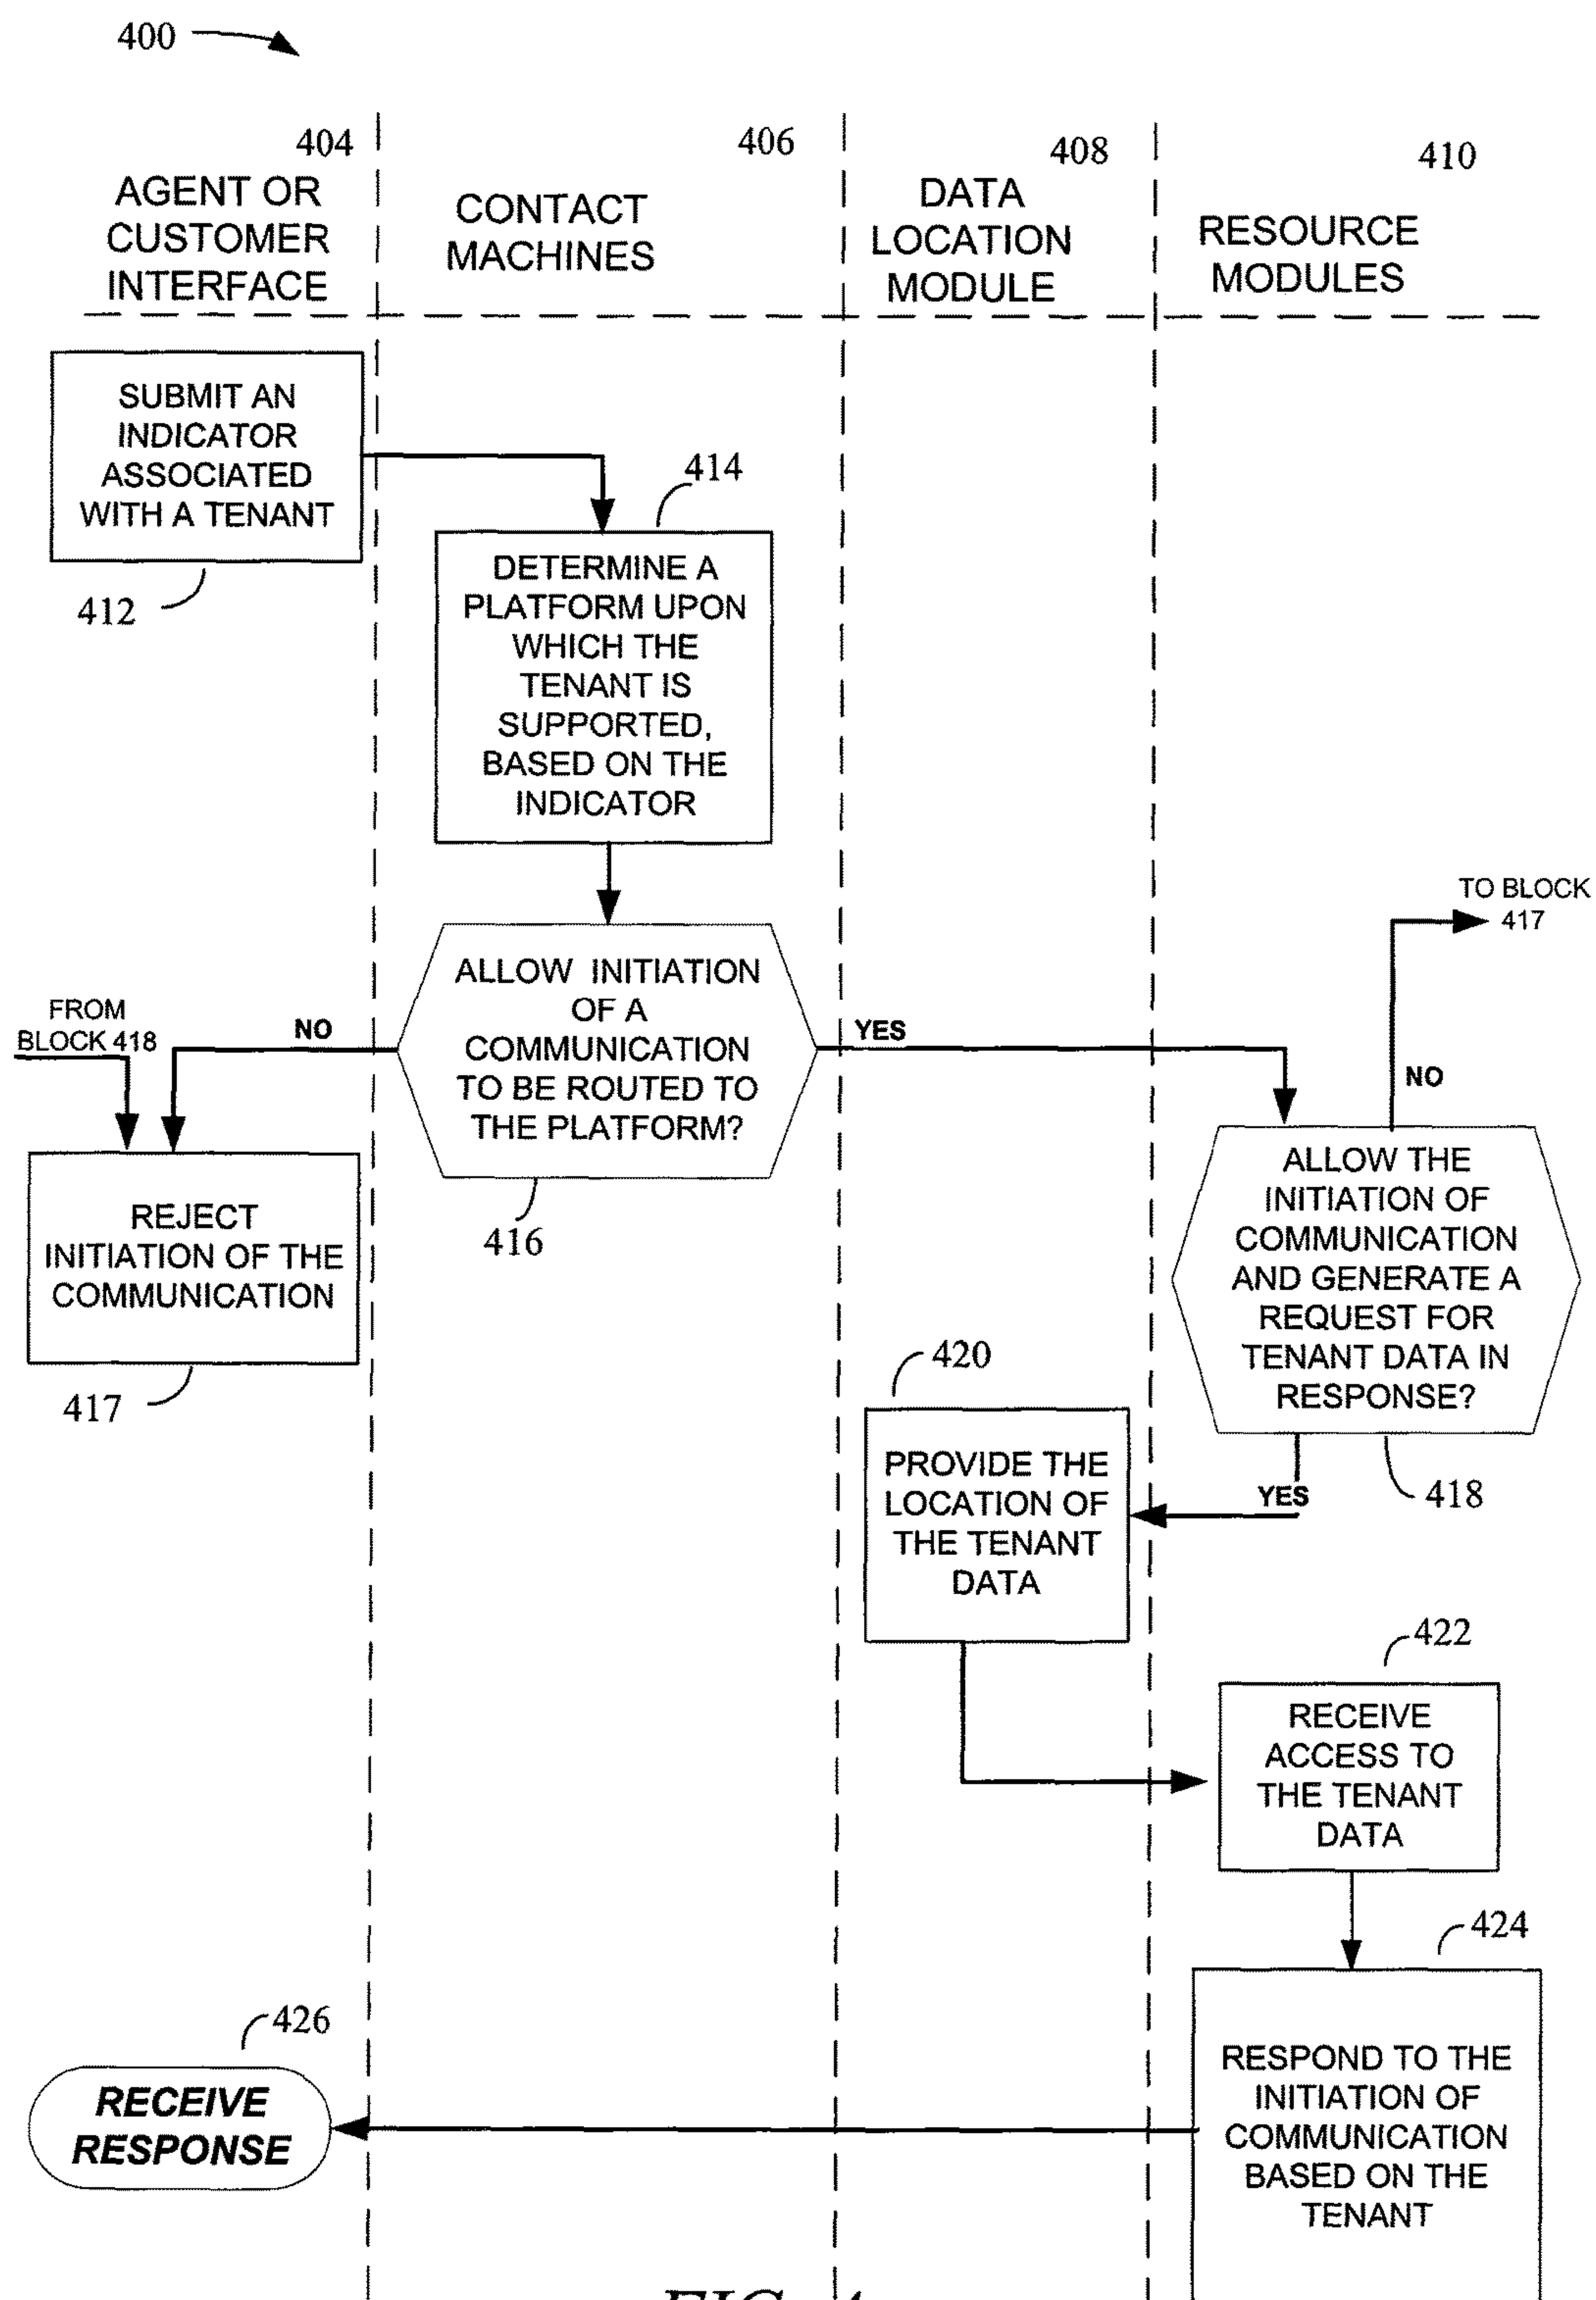 400
404
AGENT OR
CUSTOMER
INTERFACE
406
CONTACT
MACHINES
408
DATA
LOCATION
MODULE
410
RESOURCE
MODULES
SUBMIT AN
INDICATOR
ASSOCIATED
WITH A TENANT
412
414
DETERMINE A
PLATFORM UPON
WHICH THE
TENANT IS
SUPPORTED,
BASED ON THE
INDICATOR
TO BLOCK
417
ALLOW INITIATION
OF A
COMMUNICATION
TO BE ROUTED TO
THE PLATFORM?
416
FROM
BLOCK 418
NO
YES
NO
REJECT
INITIATION OF THE
COMMUNICATION
417
ALLOW THE
INITIATION OF
COMMUNICATION
AND GENERATE A
REQUEST FOR
TENANT DATA IN
RESPONSE?
418
YES
420
PROVIDE THE
LOCATION OF
THE TENANT
DATA
422
RECEIVE
ACCESS TO
THE TENANT
DATA
424
RESPOND TO THE
INITIATION OF
COMMUNICATION
BASED ON THE
TENANT
426
RECEIVE
RESPONSE